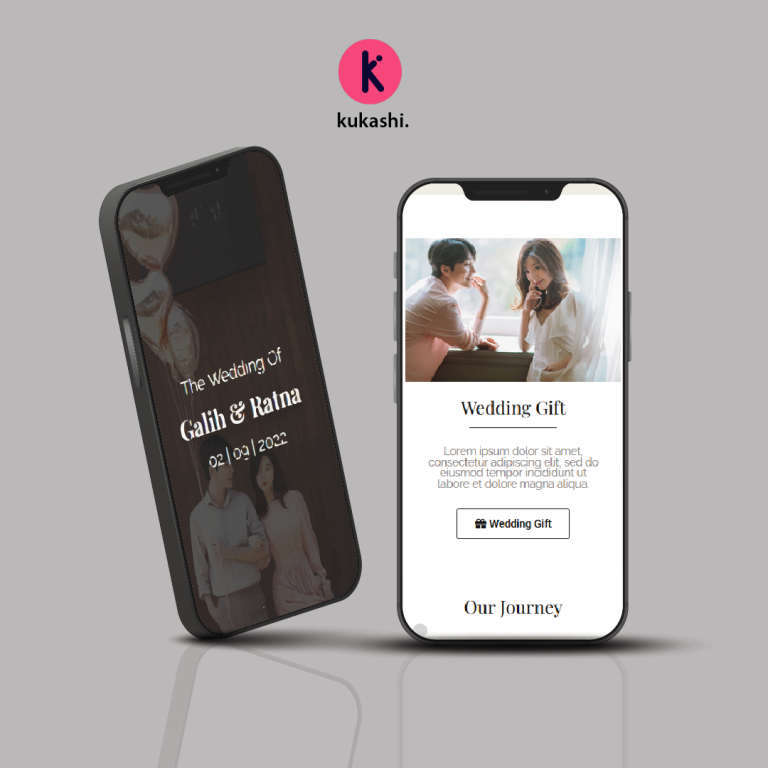 kukashi.
The Wedding Of
Galih & Ratna
02 | 09 | 2022
Wedding Gift
Lorem ipsum dolor sit amet,
consectetur adipiscing elit, sed do
eiusmod tempor incididunt ut
labore et dolore magna aliqua.
Wedding Gift
Our Journey